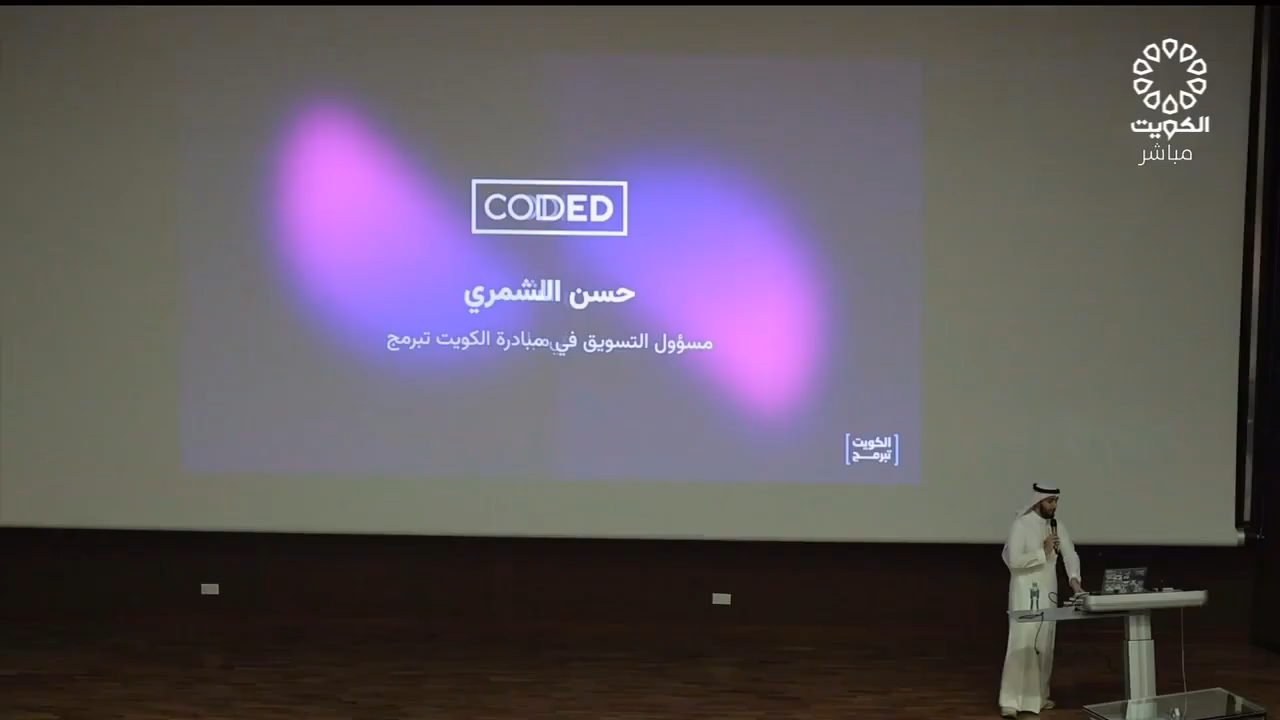 الكويت
مباشر
CODED
حسن الشمري
مسؤول التسويق في مبادرة الكويت تبرمج
الكويت
تبرمج